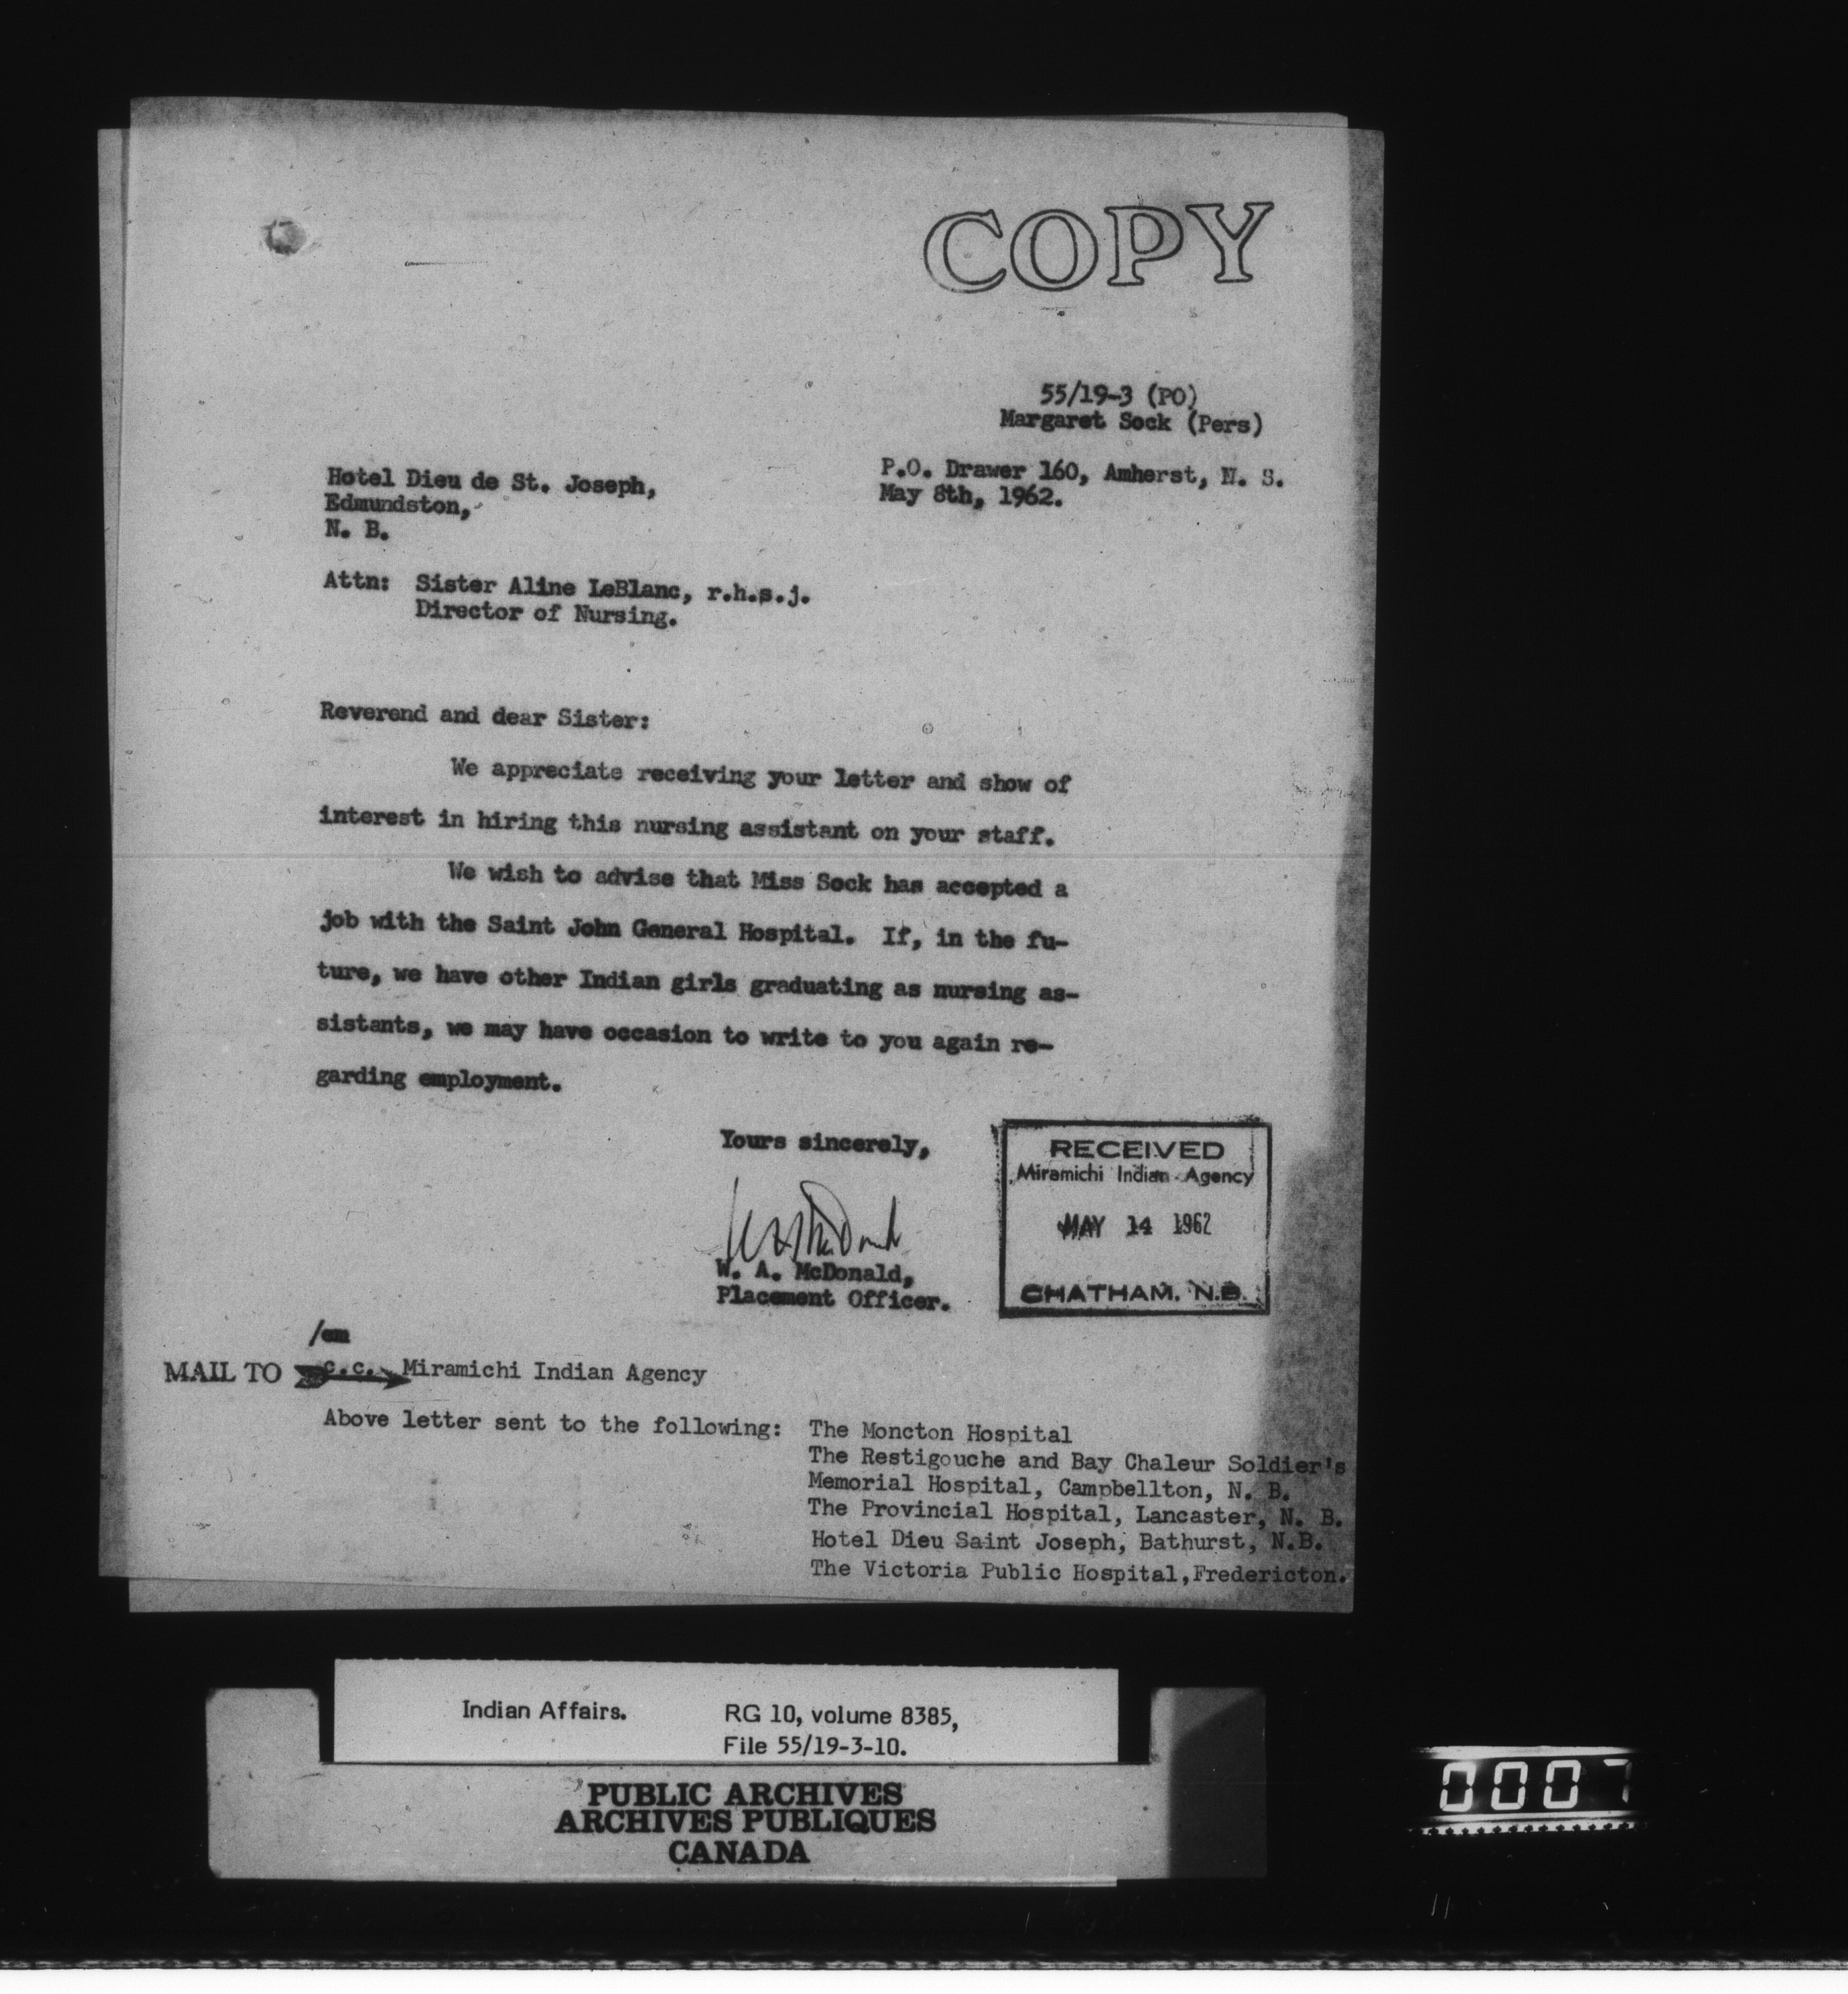 COPY
55/19-3 (PO)
Margaret Sock (Pers)
P.O. Drawer 160, Amherst, N. S.
May 8th, 1962.
Hotel Dieu de St. Joseph,
Edmundston,
N. B.
Attn: Sister Aline LeBlanc, r.h.s.j.
Director of Nursing.
Reverend and dear Sister:
We appreciate receiving your letter and show of
interest in hiring this nursing assistant on your staff.
We wish to advise that Miss Sock has accepted a
job with the Saint John General Hospital. If, in the fu-
ture, we have other Indian girls graduating as nursing as-
sistants, we may have occasion to write to you again re-
garding employment.
Yours sincerely,
W. A. McDonald,
Placement Officer.
RECEIVED
Miramichi Indian Agency
MAY 14 1962
CHATHAM, N.B.
/em
MAIL TO c.c. Miramichi Indian Agency
Above letter sent to the following: The Moncton Hospital
The Restigouche and Bay Chaleur Soldier's
Memorial Hospital, Campbellton, N. B.
The Provincial Hospital, Lancaster, N. B.
Hotel Dieu Saint Joseph, Bathurst, N.B.
The Victoria Public Hospital, Fredericton.
Indian Affairs. RG 10, volume 8385,
File 55/19-3-10.
PUBLIC ARCHIVES
ARCHIVES PUBLIQUES
CANADA
0007